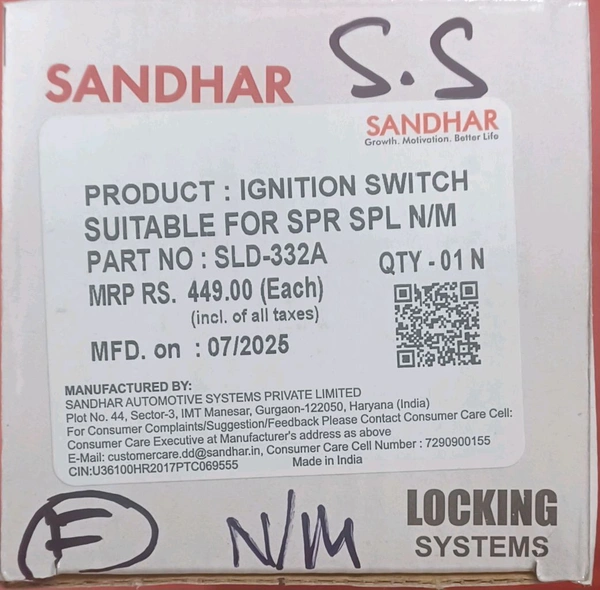 SANDHAR
S.S
SANDHAR
Growth. Motivation. Better Life
PRODUCT : IGNITION SWITCH
SUITABLE FOR SPR SPL N/M
PART NO : SLD-332A
QTY - 01 N
MRP RS. 449.00 (Each)
(incl. of all taxes)
MFD. on : 07/2025
MANUFACTURED BY:
SANDHAR AUTOMOTIVE SYSTEMS PRIVATE LIMITED
Plot No. 44, Sector-3, IMT Manesar, Gurgaon-122050, Haryana (India)
For Consumer Complaints/Suggestion/Feedback Please Contact Consumer Care Cell:
Consumer Care Executive at Manufacturer's address as above
E-Mail: customercare.dd@sandhar.in, Consumer Care Cell Number : 7290900155
CIN:U36100HR2017PTC069555 Made in India
F
N/M
LOCKING
SYSTEMS